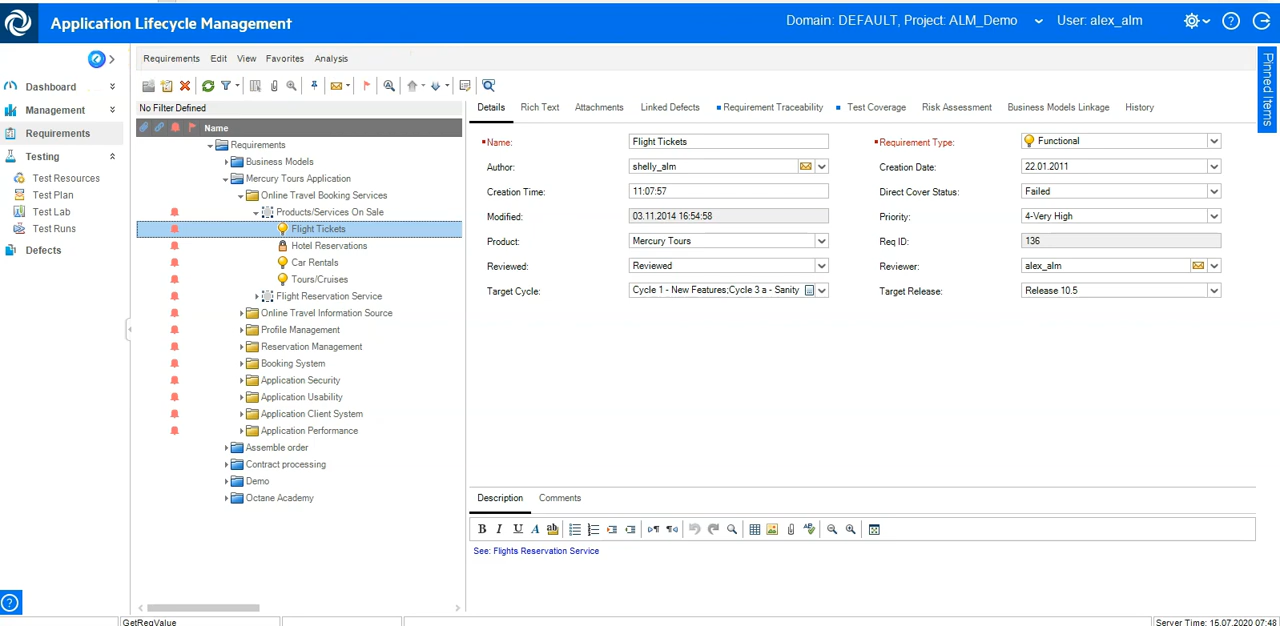 Application Lifecycle Management
Domain: DEFAULT, Project: ALM_Demo
User: alex_alm
Dashboard
Management
Requirements
Testing
Test Resources
Test Plan
Test Lab
Test Runs
Defects
Requirements Edit View Favorites Analysis
No Filter Defined
Name
Requirements
Business Models
Mercury Tours Application
Online Travel Booking Services
Products/Services On Sale
Flight Tickets
Hotel Reservations
Car Rentals
Tours/Cruises
Flight Reservation Service
Online Travel Information Source
Profile Management
Reservation Management
Booking System
Application Security
Application Usability
Application Client System
Application Performance
Assemble order
Contract processing
Demo
Octane Academy
Details Rich Text Attachments Linked Defects Requirement Traceability Test Coverage Risk Assessment Business Models Linkage History
Name: Flight Tickets
Requirement Type: Functional
Author: shelly_alm
Creation Date: 22.01.2011
Creation Time: 11:07:57
Direct Cover Status: Failed
Modified: 03.11.2014 16:54:58
Priority: 4-Very High
Product: Mercury Tours
Req ID: 136
Reviewed: Reviewed
Reviewer: alex_alm
Target Cycle: Cycle 1 - New Features;Cycle 3 a - Sanity
Target Release: Release 10.5
Description Comments
B I U A ab
See: Flights Reservation Service
Pinned Items
GetReqValue
Server Time: 15.07.2020 07:48